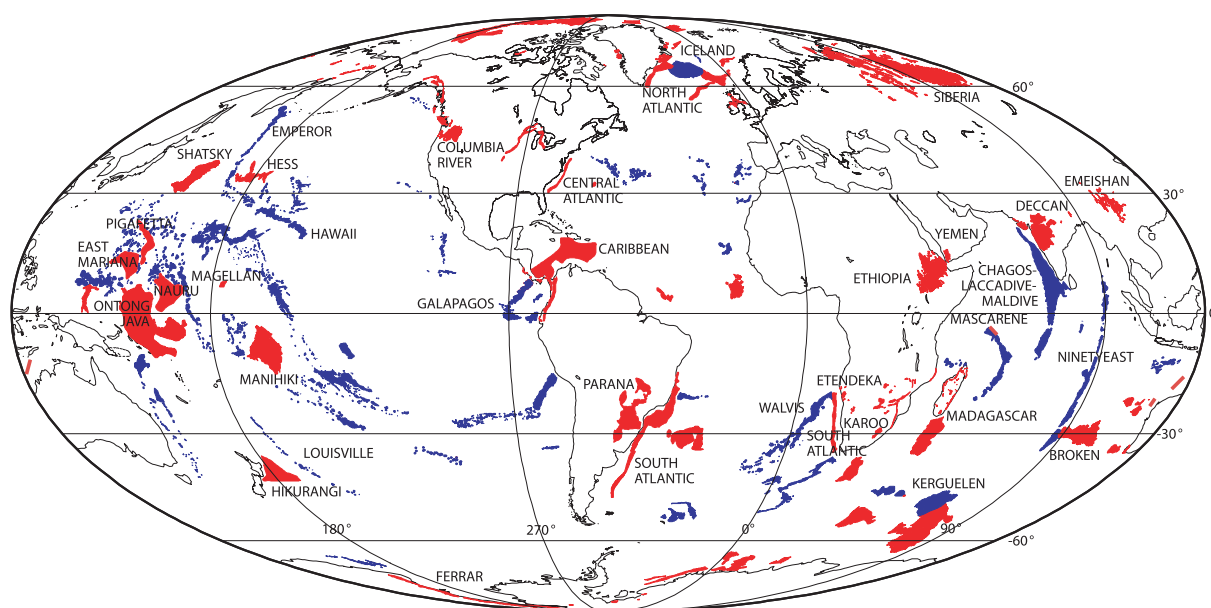 ICELAND
NORTH
ATLANTIC
SIBERIA
60°
EMPEROR
COLUMBIA
RIVER
SHATSKY
HESS
CENTRAL
ATLANTIC
EMEISHAN
30°
DECCAN
PIGAFETTA
HAWAII
EAST
MARIANA
CARIBBEAN
YEMEN
ETHIOPIA
CHAGOS-
LACCADIVE-
MALDIVE
MAGELLAN
NAURU
ONTONG
JAVA
GALAPAGOS
0
MASCARENE
NINETYEAST
MANIHIKI
PARANA
ETENDEKA
WALVIS
KAROO
MADAGASCAR
SOUTH
ATLANTIC
-30°
LOUISVILLE
BROKEN
SOUTH
ATLANTIC
HIKURANGI
KERGUELEN
180°
270°
0°
90°
-60°
FERRAR